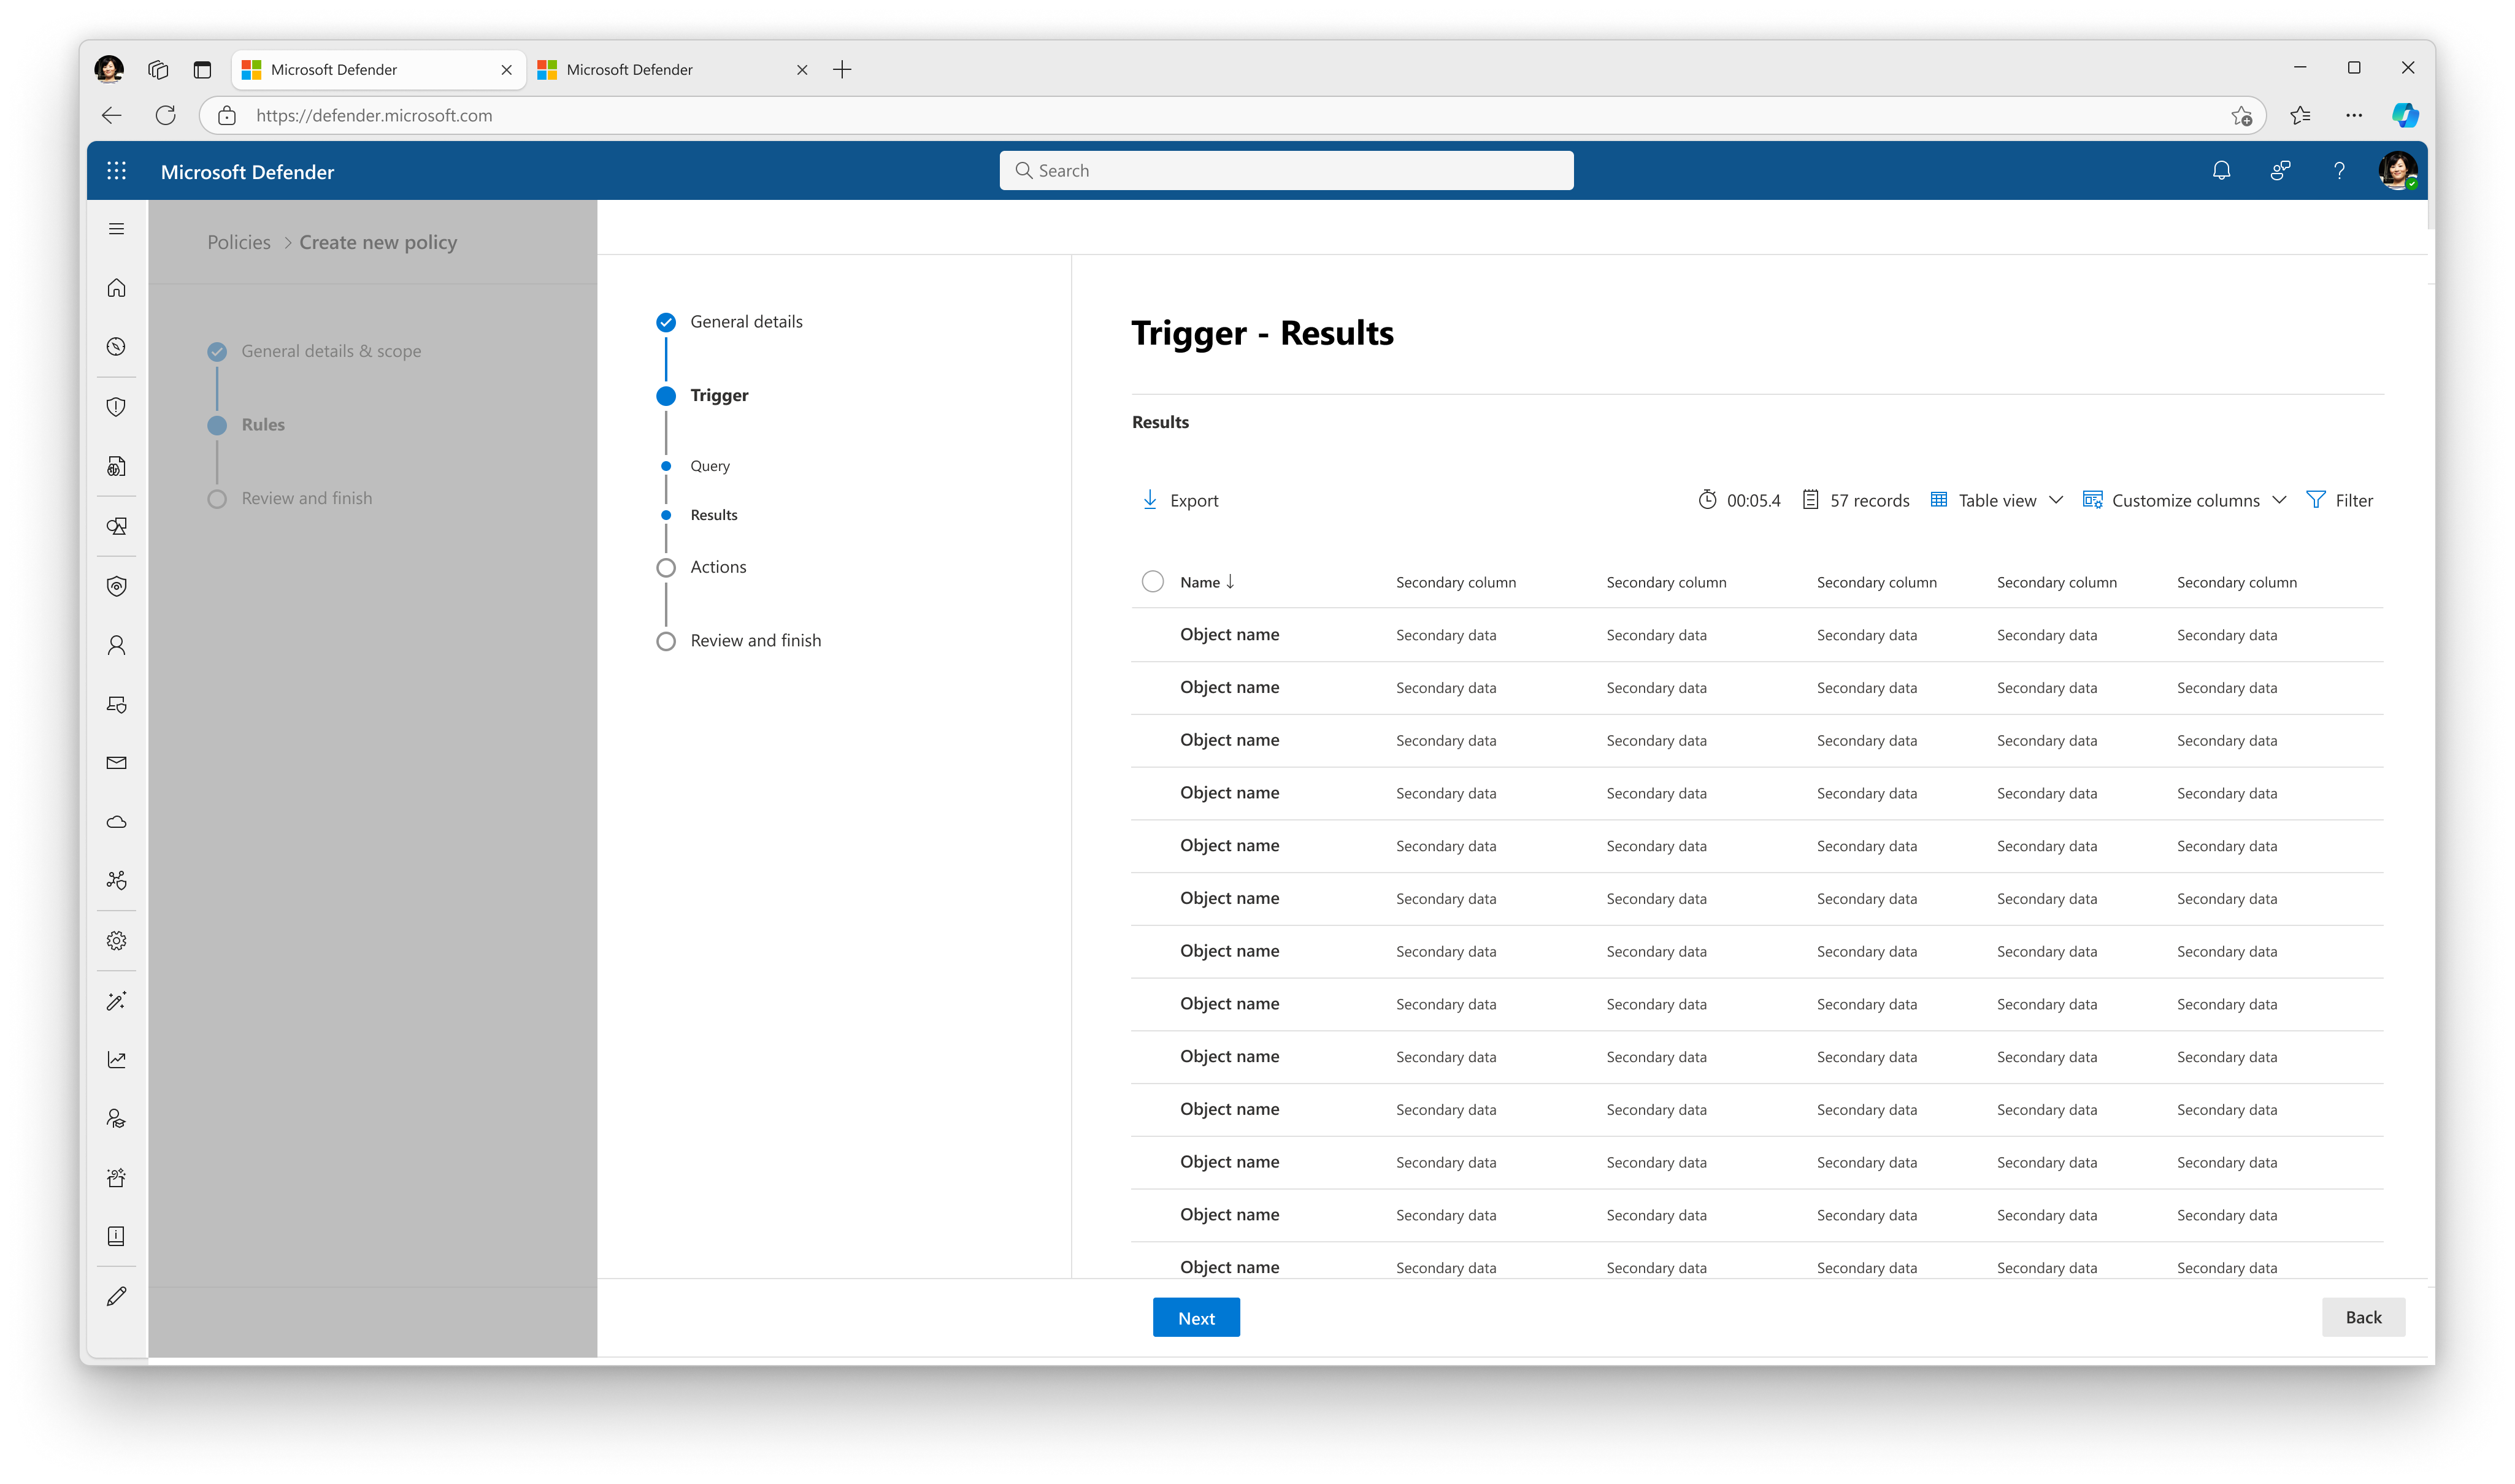 Microsoft Defender
Microsoft Defender
https://defender.microsoft.com
Microsoft Defender
Search
Policies > Create new policy
General details & scope
Rules
Review and finish
General details
Trigger
Query
Results
Actions
Review and finish
Trigger - Results
Results
Export 00:05.4 57 records Table view Customize columns Filter
Name ↓ Secondary column Secondary column Secondary column Secondary column Secondary column
Object name Secondary data Secondary data Secondary data Secondary data Secondary data
Object name Secondary data Secondary data Secondary data Secondary data Secondary data
Object name Secondary data Secondary data Secondary data Secondary data Secondary data
Object name Secondary data Secondary data Secondary data Secondary data Secondary data
Object name Secondary data Secondary data Secondary data Secondary data Secondary data
Object name Secondary data Secondary data Secondary data Secondary data Secondary data
Object name Secondary data Secondary data Secondary data Secondary data Secondary data
Object name Secondary data Secondary data Secondary data Secondary data Secondary data
Object name Secondary data Secondary data Secondary data Secondary data Secondary data
Object name Secondary data Secondary data Secondary data Secondary data Secondary data
Object name Secondary data Secondary data Secondary data Secondary data Secondary data
Object name Secondary data Secondary data Secondary data Secondary data Secondary data
Object name Secondary data Secondary data Secondary data Secondary data Secondary data
Next
Back